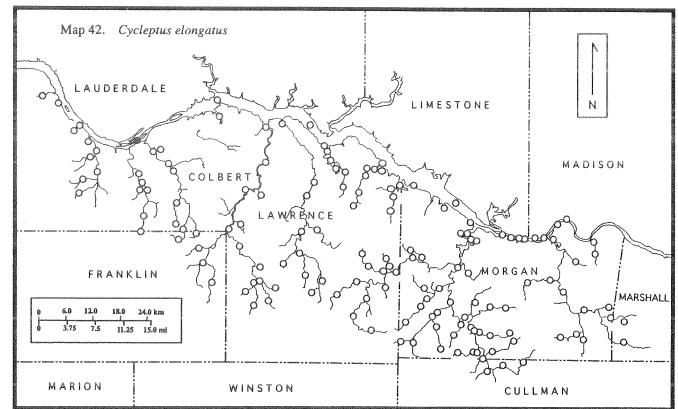 Map 42. Cycleptus elongatus
LAUDERDALE
LIMESTONE
N
MADISON
COLBERT
LAWRENCE
FRANKLIN
MORGAN
MARSHALL
0 6.0 12.0 18.0 24.0 km
0 3.75 7.5 11.25 15.0 mi
MARION
WINSTON
CULLMAN